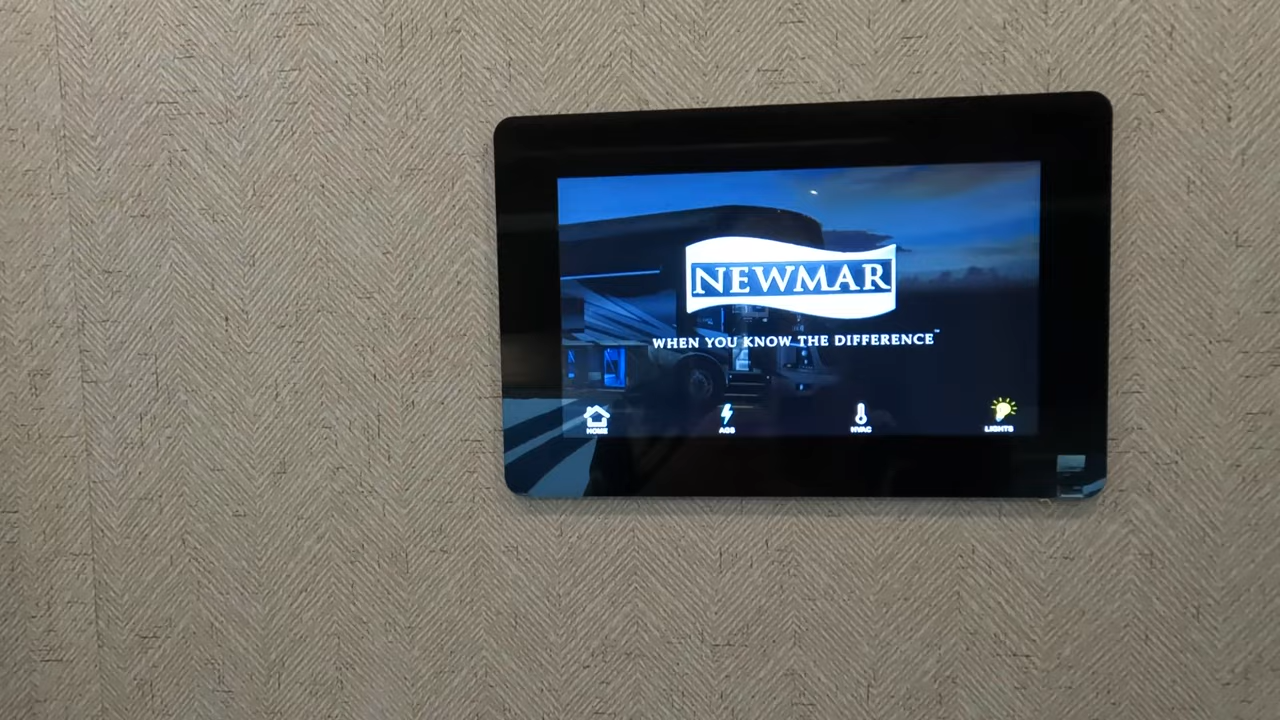 NEWMAR
WHEN YOU KNOW THE DIFFERENCE™
HOME
AGS
HVAC
LIGHTS